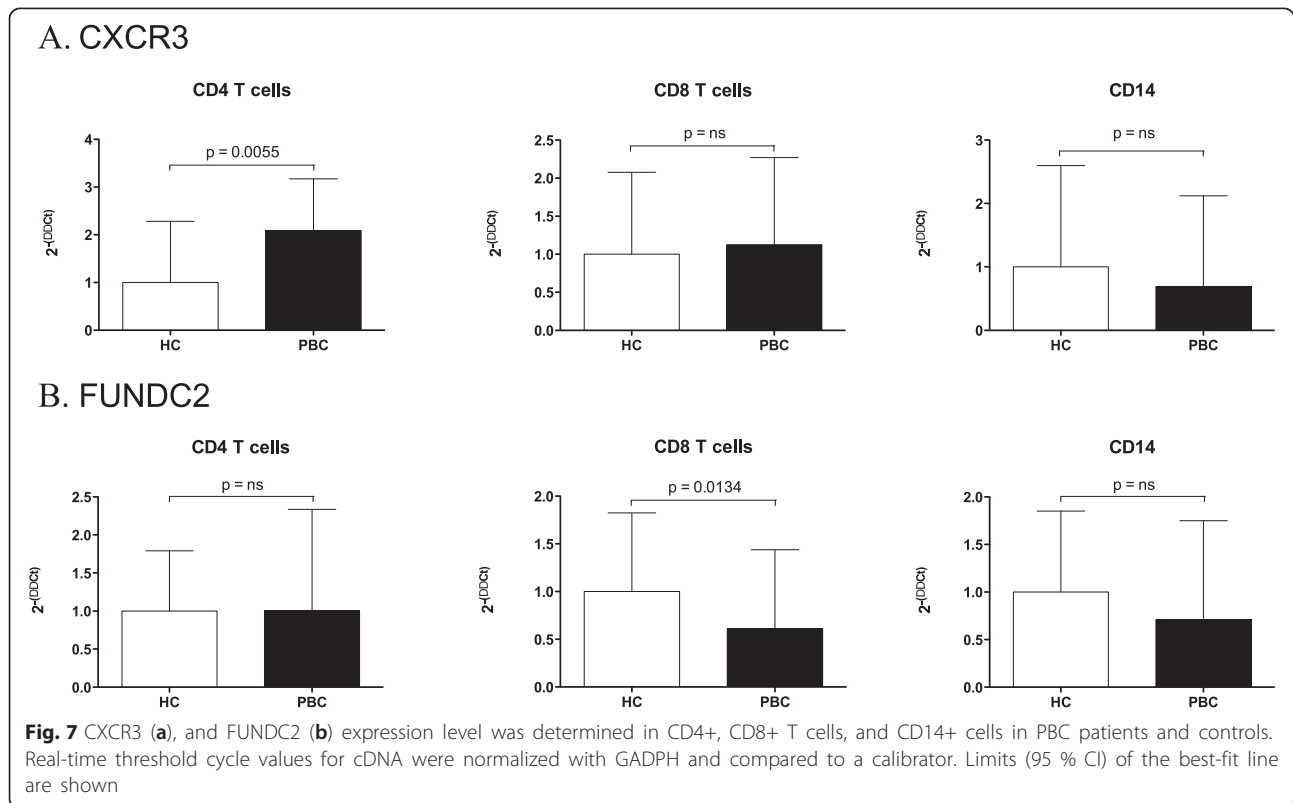 A. CXCR3
CD4 T cells
CD8 T cells
CD14
4
3
2
1
0
2-(DDCt)
p = 0.0055
HC
PBC
2.5
2.0
1.5
1.0
0.5
0.0
2-(DDCt)
p = ns
HC
PBC
3
2
1
0
2-(DDCt)
p = ns
HC
PBC
B. FUNDC2
CD4 T cells
CD8 T cells
CD14
2.5
2.0
1.5
1.0
0.5
0.0
2-(DDCt)
p = ns
HC
PBC
2.0
1.5
1.0
0.5
0.0
2-(DDCt)
p = 0.0134
HC
PBC
2.0
1.5
1.0
0.5
0.0
2-(DDCt)
p = ns
HC
PBC
Fig. 7 CXCR3 (a), and FUNDC2 (b) expression level was determined in CD4+, CD8+ T cells, and CD14+ cells in PBC patients and controls.
Real-time threshold cycle values for cDNA were normalized with GADPH and compared to a calibrator. Limits (95 % CI) of the best-fit line
are shown